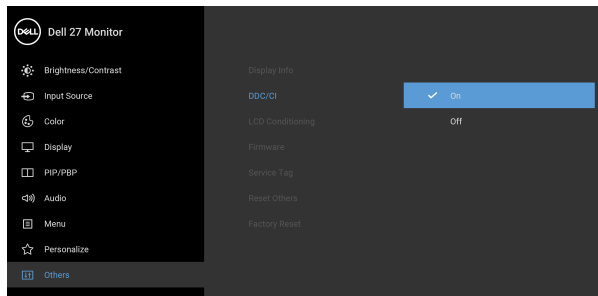 DELL Dell 27 Monitor
Brightness/Contrast
Input Source
Color
Display
PIP/PBP
Audio
Menu
Personalize
Others
Display Info
DDC/CI
LCD Conditioning
Firmware
Service Tag
Reset Others
Factory Reset
On
Off